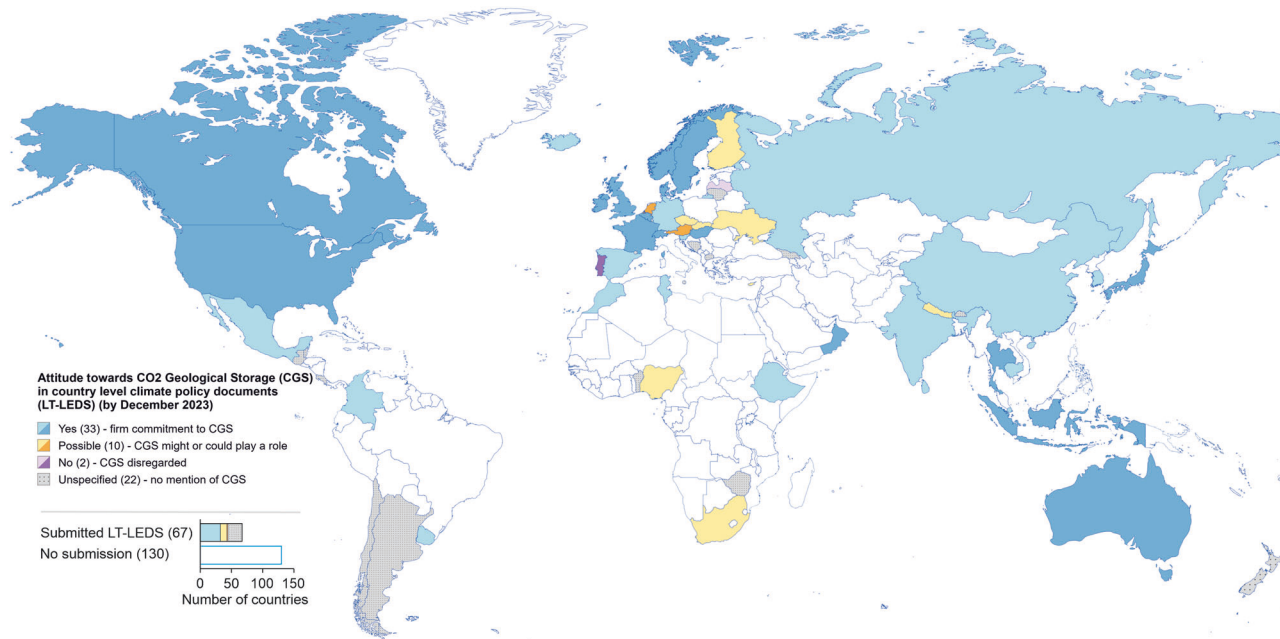 Attitude towards CO2 Geological Storage (CGS)
in country level climate policy documents
(LT-LEDS) (by December 2023)
Yes (33) - firm commitment to CGS
Possible (10) - CGS might or could play a role
No (2) - CGS disregarded
Unspecified (22) - no mention of CGS
Submitted LT-LEDS (67)
No submission (130)
0 50 100 150
Number of countries